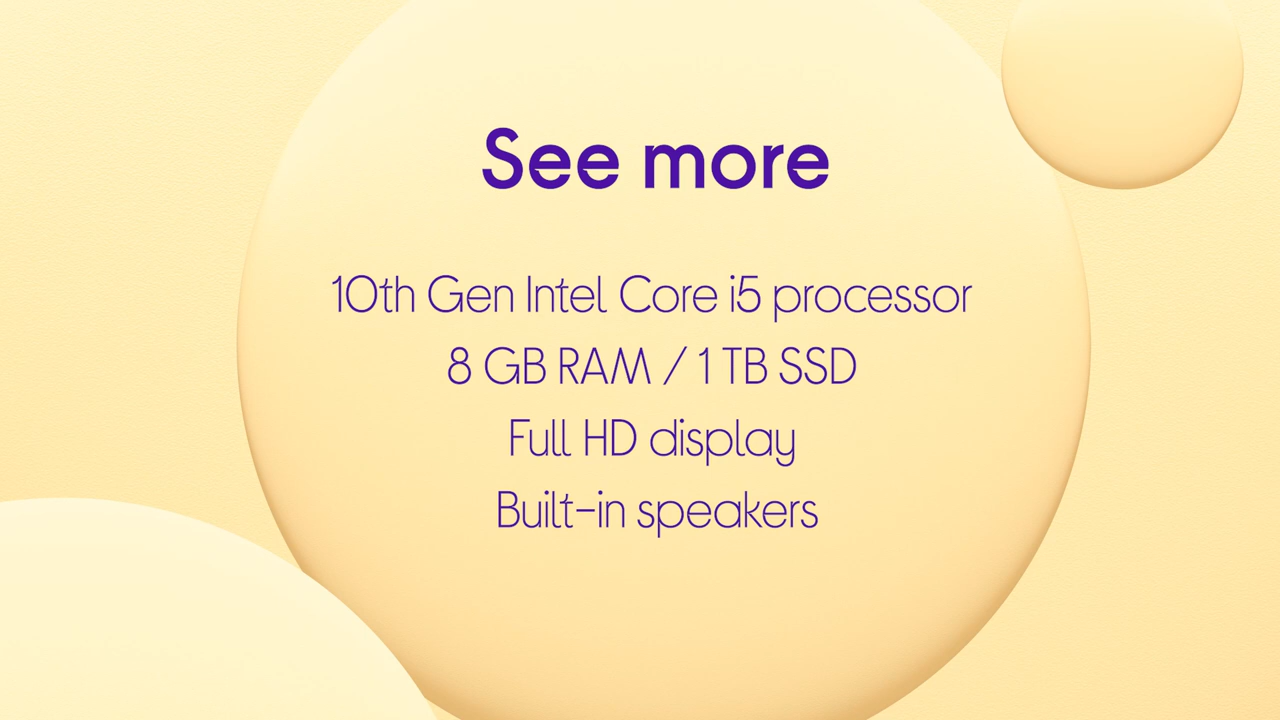 See more
10th Gen Intel Core i5 processor
8 GB RAM / 1 TB SSD
Full HD display
Built-in speakers